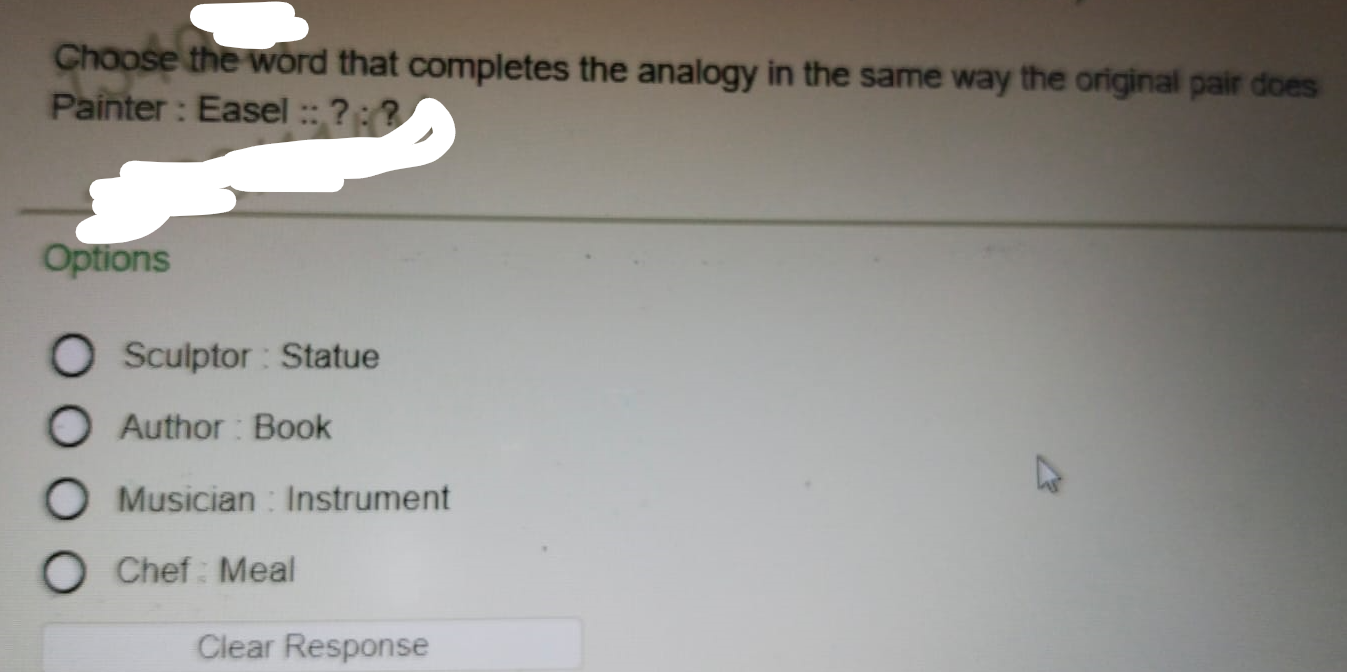 Choose the word that completes the analogy in the same way the original pair does
Painter : Easel :: ? : ?
Options
Sculptor : Statue
Author : Book
Musician : Instrument
Chef : Meal
Clear Response